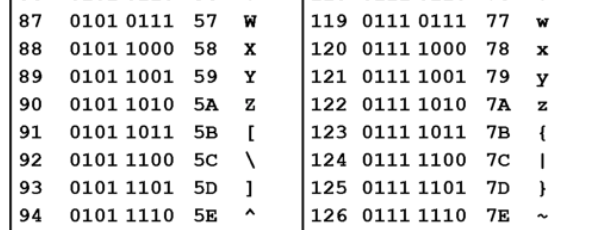 87 0101 0111 57 W 119 0111 0111 77 w
88 0101 1000 58 X 120 0111 1000 78 x
89 0101 1001 59 Y 121 0111 1001 79 y
90 0101 1010 5A Z 122 0111 1010 7A z
91 0101 1011 5B [ 123 0111 1011 7B {
92 0101 1100 5C \ 124 0111 1100 7C |
93 0101 1101 5D ] 125 0111 1101 7D }
94 0101 1110 5E ^ 126 0111 1110 7E ~